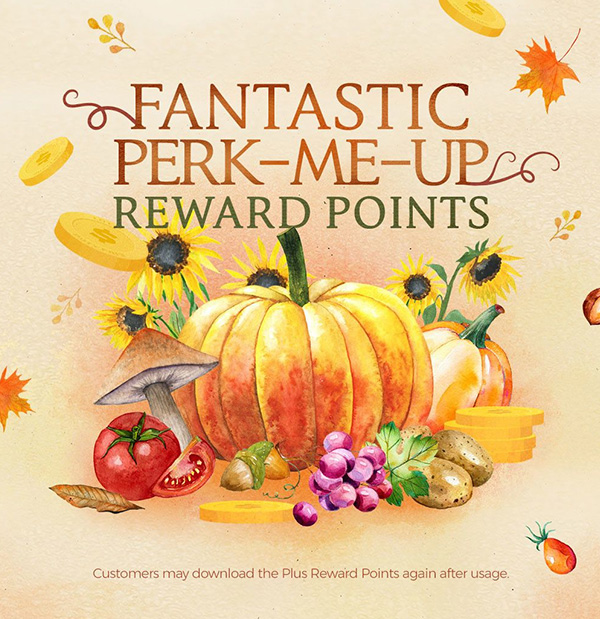 FANTASTIC
PERK-ME-UP
REWARD POINTS
Customers may download the Plus Reward Points again after usage.